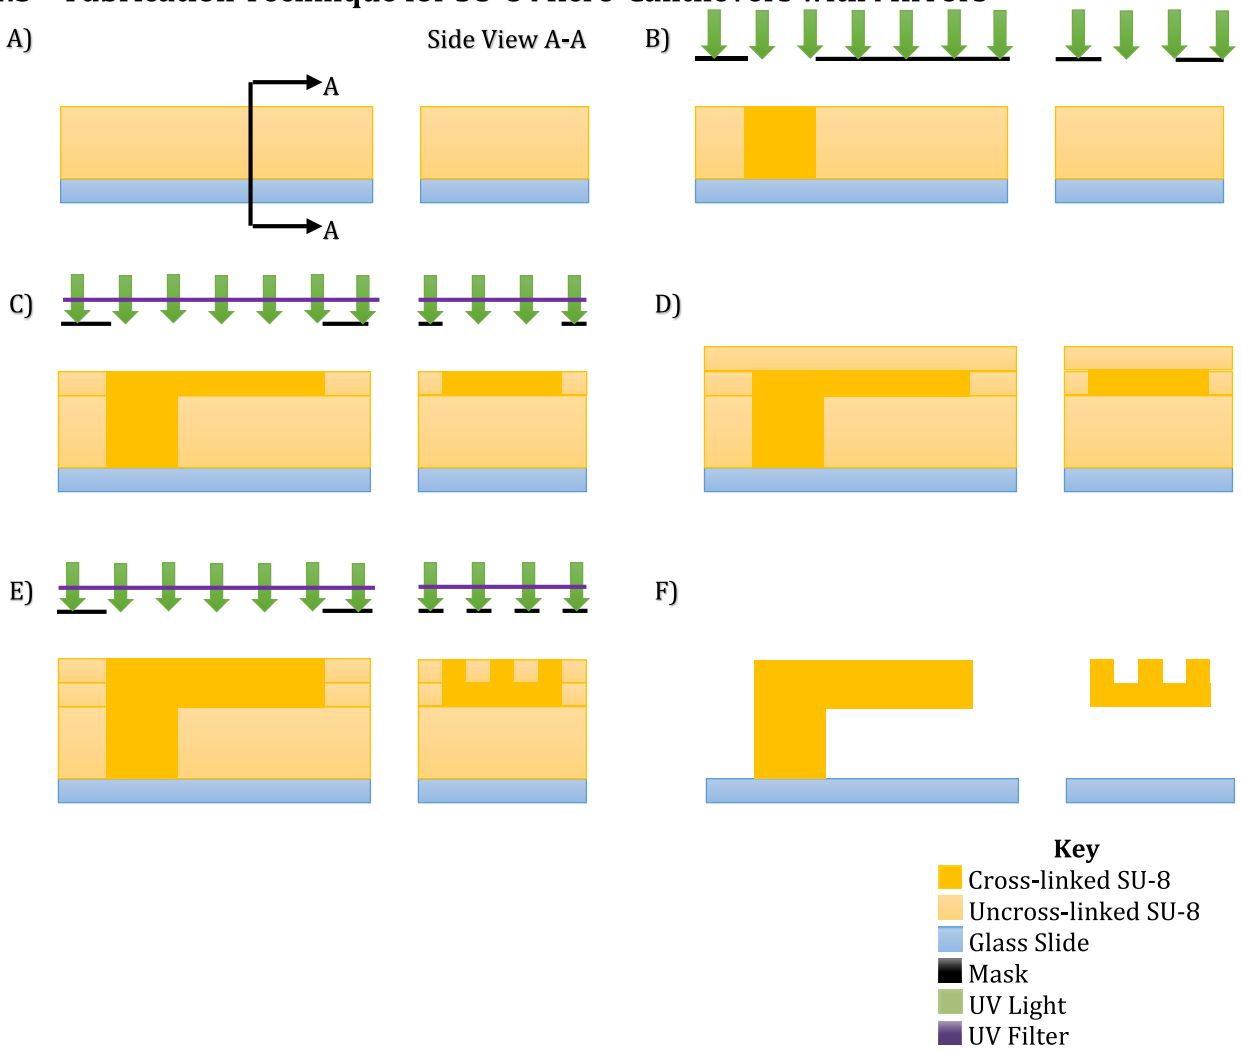 A)
Side View A-A
B)
A
A
C)
D)
E)
F)
Key
Cross-linked SU-8
Uncross-linked SU-8
Glass Slide
Mask
UV Light
UV Filter